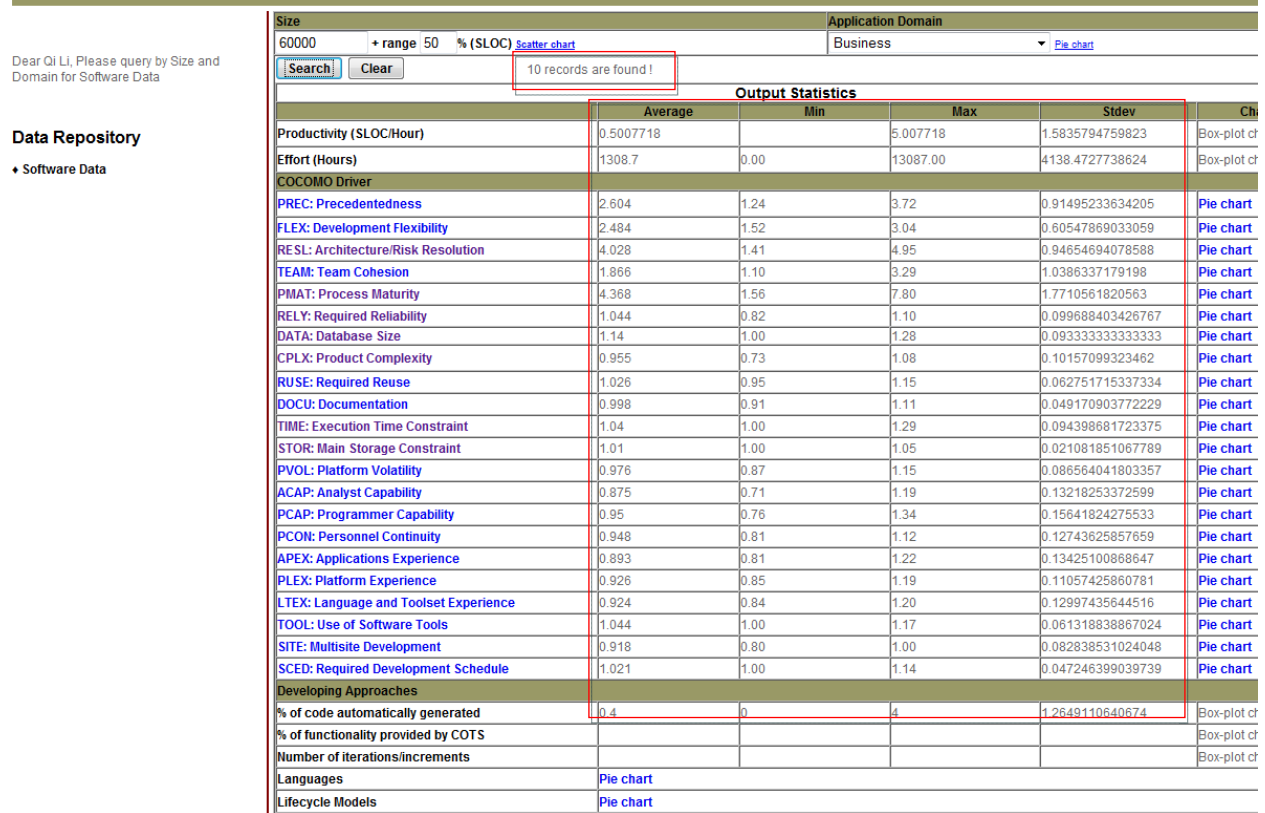 Size Application Domain
60000 + range 50 % (SLOC) Scatter chart Business Pie chart
Dear Qi Li, Please query by Size and
Domain for Software Data
Search Clear 10 records are found !
Output Statistics
Average Min Max Stdev
Data Repository
♦ Software Data
Productivity (SLOC/Hour) 0.5007718 5.007718 1.5835794759823 Box-plot
Effort (Hours) 1308.7 0.00 13087.00 4138.4727738624 Box-plot
COCOMO Driver
PREC: Precedentedness 2.604 1.24 3.72 0.91495233634205 Pie chart
FLEX: Development Flexibility 2.484 1.52 3.04 0.60547869033059 Pie chart
RESL: Architecture/Risk Resolution 4.028 1.41 4.95 0.94654694078588 Pie chart
TEAM: Team Cohesion 1.866 1.10 3.29 1.0386337179198 Pie chart
PMAT: Process Maturity 4.368 1.56 7.80 1.7710561820563 Pie chart
RELY: Required Reliability 1.044 0.82 1.10 0.099688403426767 Pie chart
DATA: Database Size 1.14 1.00 1.28 0.093333333333333 Pie chart
CPLX: Product Complexity 0.955 0.73 1.08 0.10157099323462 Pie chart
RUSE: Required Reuse 1.026 0.95 1.15 0.062751715337334 Pie chart
DOCU: Documentation 0.998 0.91 1.11 0.049170903772229 Pie chart
TIME: Execution Time Constraint 1.04 1.00 1.29 0.094398681723375 Pie chart
STOR: Main Storage Constraint 1.01 1.00 1.05 0.021081851067789 Pie chart
PVOL: Platform Volatility 0.976 0.87 1.15 0.086564041803357 Pie chart
ACAP: Analyst Capability 0.875 0.71 1.19 0.13218253372599 Pie chart
PCAP: Programmer Capability 0.95 0.76 1.34 0.15641824275533 Pie chart
PCON: Personnel Continuity 0.948 0.81 1.12 0.12743625857659 Pie chart
APEX: Applications Experience 0.893 0.81 1.22 0.13425100868647 Pie chart
PLEX: Platform Experience 0.926 0.85 1.19 0.11057425860781 Pie chart
LTEX: Language and Toolset Experience 0.924 0.84 1.20 0.12997435644516 Pie chart
TOOL: Use of Software Tools 1.044 1.00 1.17 0.061318838867024 Pie chart
SITE: Multisite Development 0.918 0.80 1.00 0.082838531024048 Pie chart
SCED: Required Development Schedule 1.021 1.00 1.14 0.047246399039739 Pie chart
Developing Approaches
% of code automatically generated 0.4 0 4 1.2649110640674 Box-plot
% of functionality provided by COTS Box-plot
Number of iterations/increments Box-plot
Languages Pie chart
Lifecycle Models Pie chart